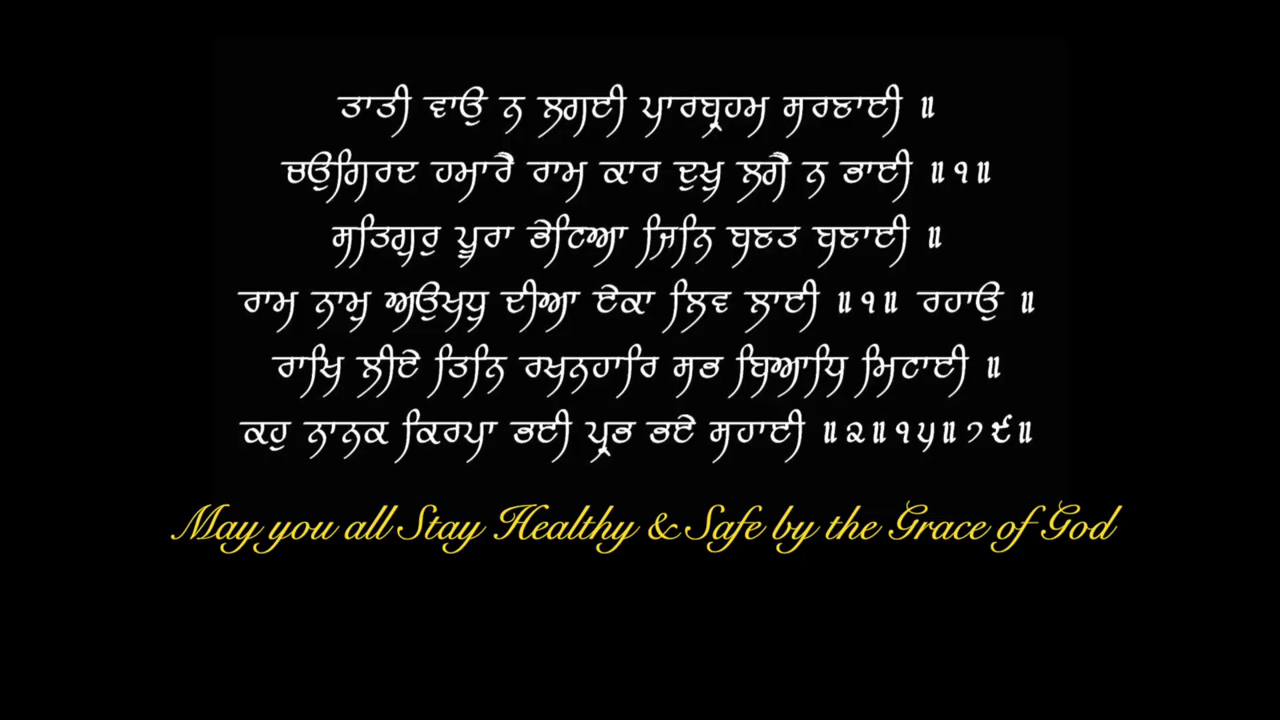 ਤਾਤੀ ਵਾਉ ਨ ਲਗਈ ਪਾਰਬ੍ਰਹਮ ਸਰਣਾਈ ॥
ਚਉਗਿਰਦ ਹਮਾਰੈ ਰਾਮ ਕਾਰ ਦੁਖੁ ਲਗੈ ਨ ਭਾਈ ॥੧॥
ਸਤਿਗੁਰੁ ਪੂਰਾ ਭੇਟਿਆ ਜਿਨਿ ਬਣਤ ਬਣਾਈ ॥
ਰਾਮ ਨਾਮੁ ਅਉਖਧੁ ਦੀਆ ਏਕਾ ਲਿਵ ਲਾਈ ॥੧॥ ਰਹਾਉ ॥
ਰਾਖਿ ਲੀਏ ਤਿਨਿ ਰਖਨਹਾਰਿ ਸਭ ਬਿਆਧਿ ਮਿਟਾਈ ॥
ਕਹੁ ਨਾਨਕ ਕਿਰਪਾ ਭਈ ਪ੍ਰਭ ਭਏ ਸਹਾਈ ॥੨॥੧੫॥੭੯॥
May you all Stay Healthy & Safe by the Grace of God